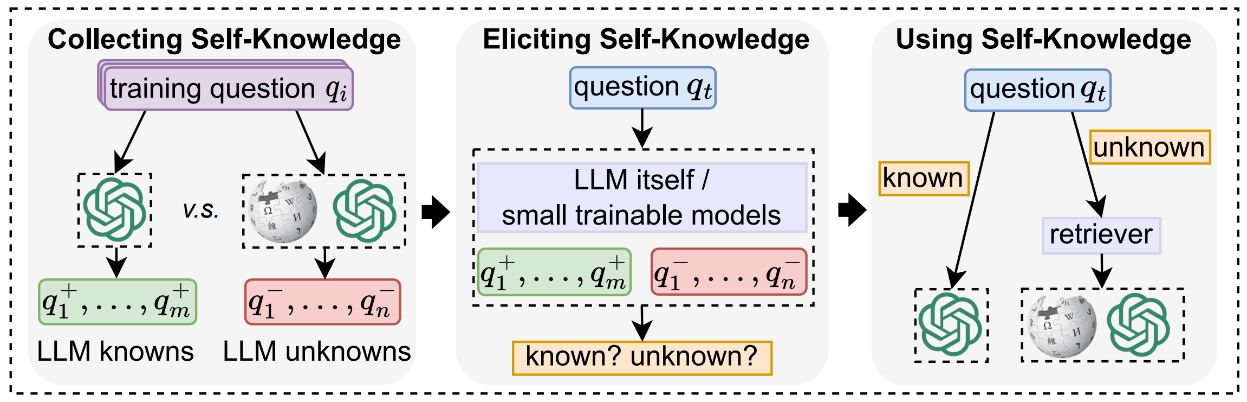 Collecting Self-Knowledge
training question q_i
v.s.
q_1^+, . . . , q_m^+
q_1^-, . . . , q_n^-
LLM knowns
LLM unknowns
Eliciting Self-Knowledge
question q_t
LLM itself /
small trainable models
q_1^+, . . . , q_m^+
q_1^-, . . . , q_n^-
known? unknown?
Using Self-Knowledge
question q_t
unknown
known
retriever